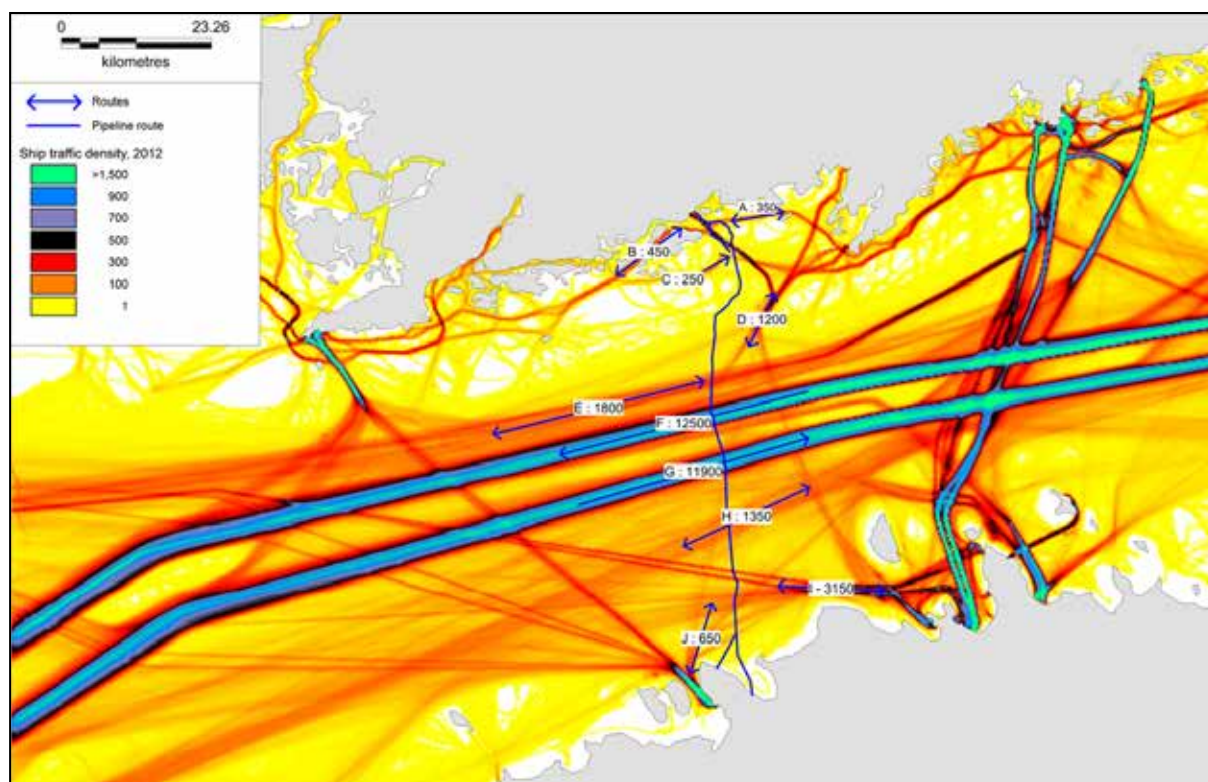 0 23.26
kilometres
Routes
Pipeline route
Ship traffic density, 2012
>1,500
900
700
500
300
100
1
A : 350
B : 450
C : 250
D : 1200
E : 1800
F : 12500
G : 11900
H : 1350
I - 3150
J : 650